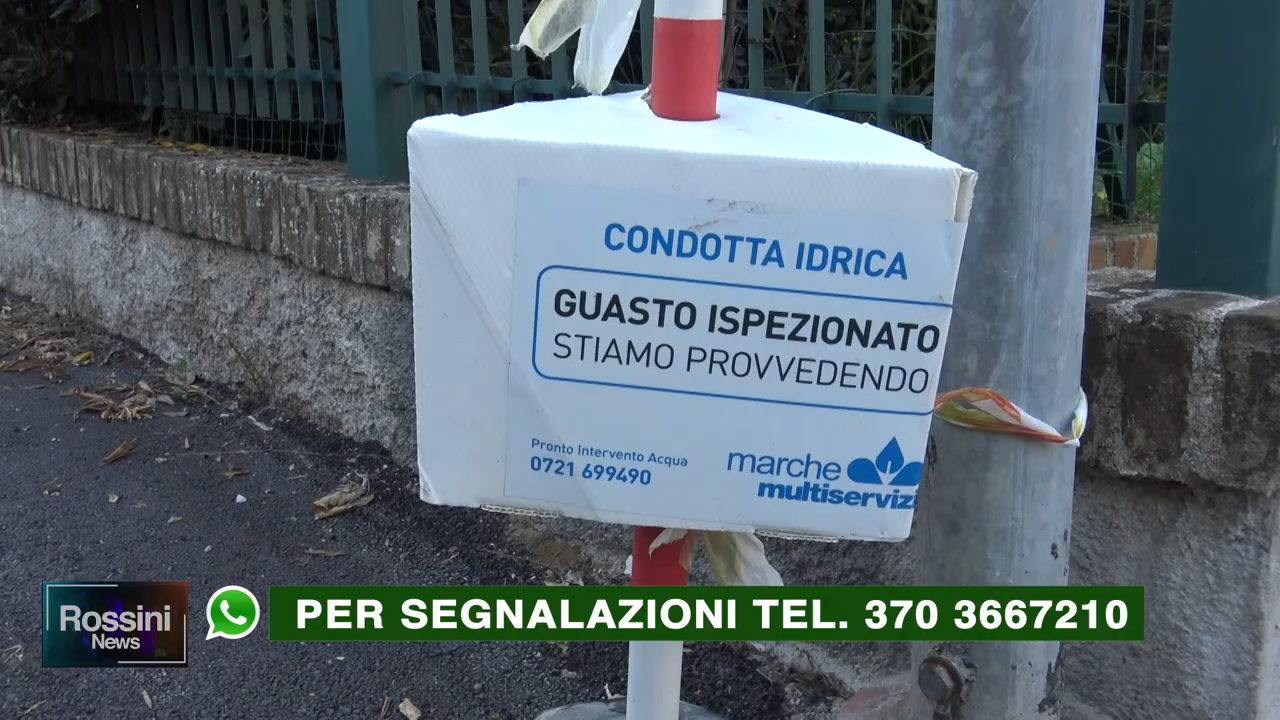 CONDOTTA IDRICA
GUASTO ISPEZIONATO
STIAMO PROVVEDENDO
Pronto Intervento Acqua
0721 699490
marche
multiservizi
Rossini
News
PER SEGNALAZIONI TEL. 370 3667210